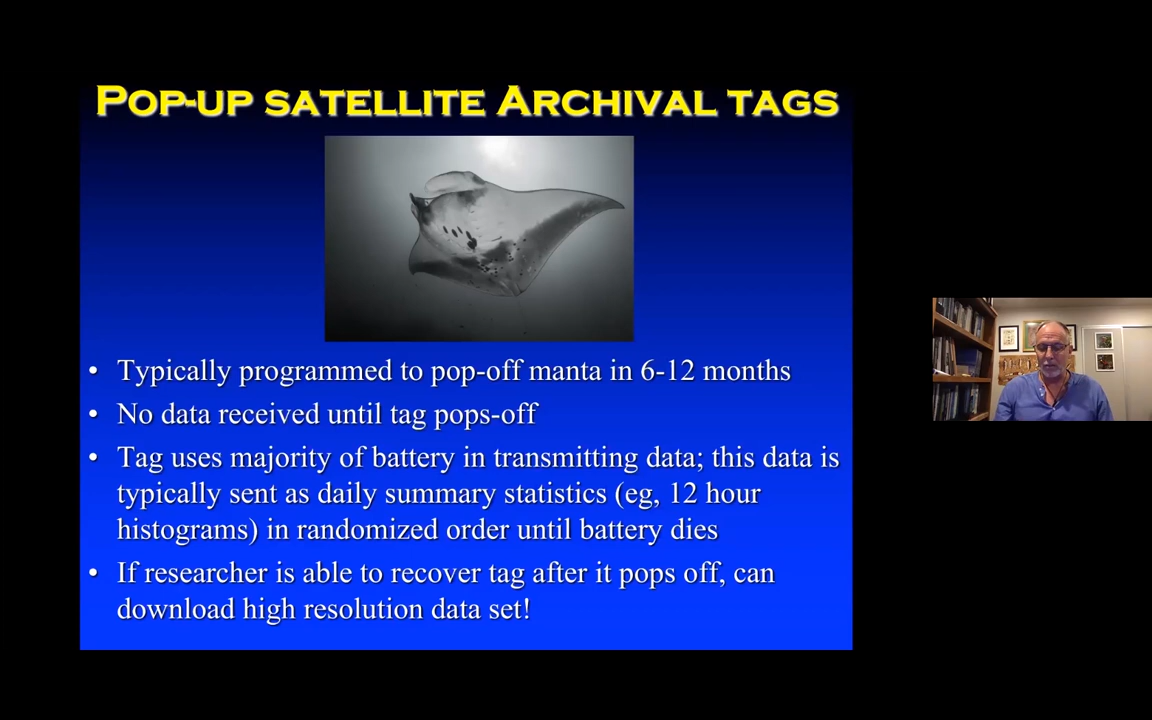 POP-UP SATELLITE ARCHIVAL TAGS
• Typically programmed to pop-off manta in 6-12 months
• No data received until tag pops-off
• Tag uses majority of battery in transmitting data; this data is
typically sent as daily summary statistics (eg, 12 hour
histograms) in randomized order until battery dies
• If researcher is able to recover tag after it pops off, can
download high resolution data set!